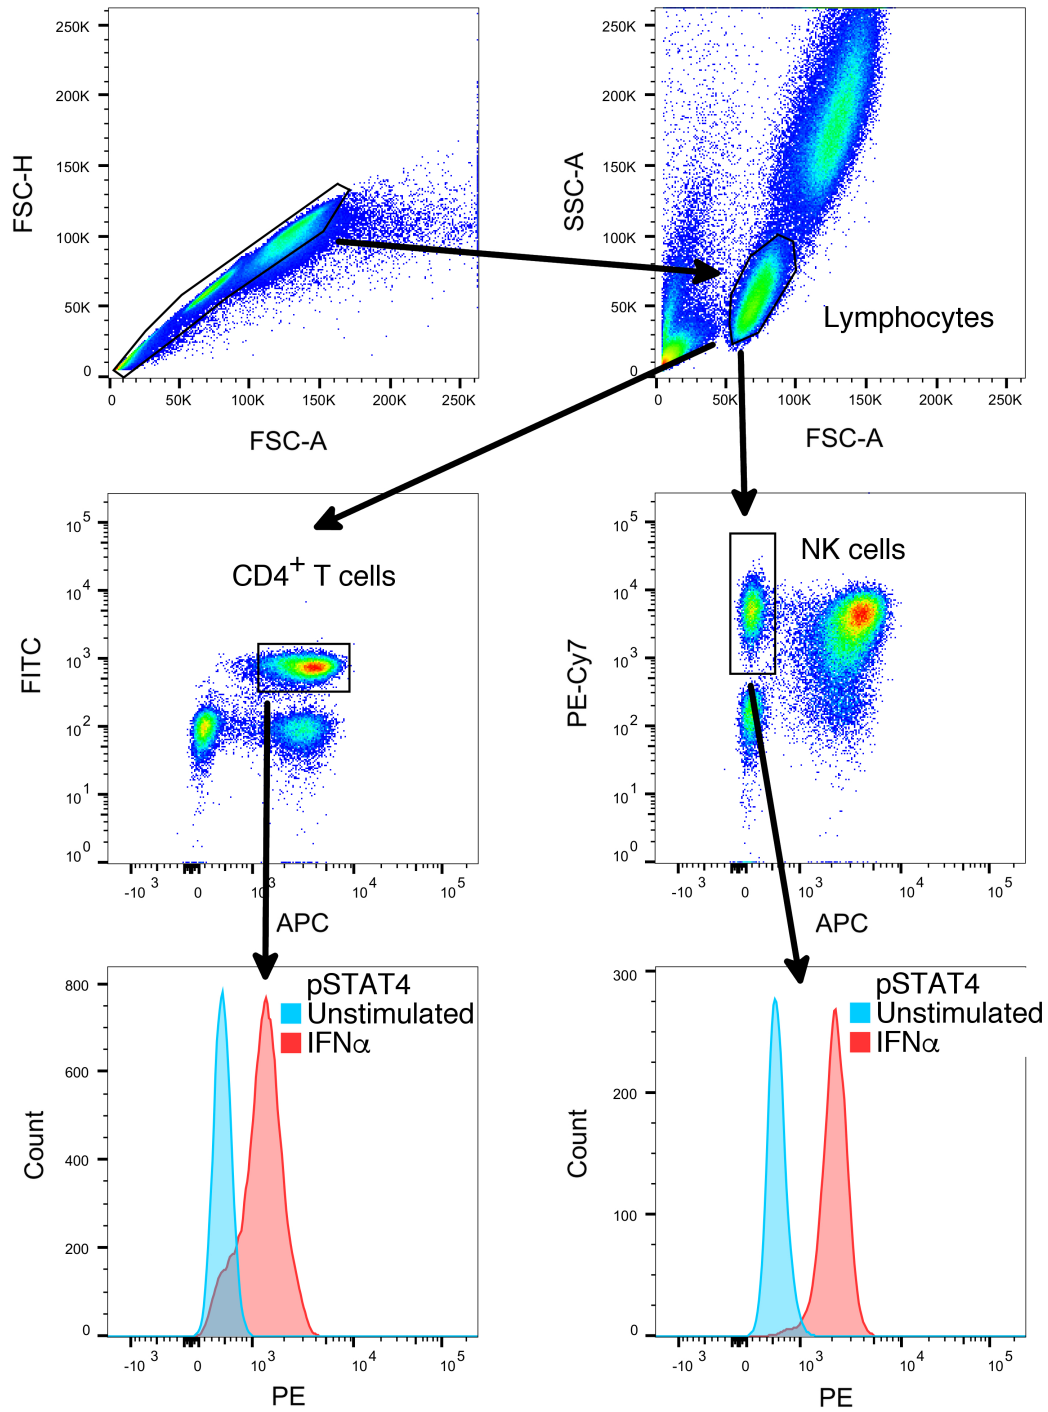 250K
200K
150K
100K
50K
0
FSC-H
0 50K 100K 150K 200K 250K
FSC-A
250K
200K
150K
100K
50K
0
SSC-A
Lymphocytes
0 50K 100K 150K 200K 250K
FSC-A
10^5
10^4
10^3
10^2
10^1
10^0
FITC
CD4+ T cells
-10^3 0 10^3 10^4 10^5
APC
10^5
10^4
10^3
10^2
10^1
10^0
PE-Cy7
NK cells
-10^3 0 10^3 10^4 10^5
APC
800
600
400
200
0
Count
pSTAT4
Unstimulated
IFNα
-10^3 0 10^3 10^4 10^5
PE
300
200
100
0
Count
pSTAT4
Unstimulated
IFNα
-10^3 0 10^3 10^4 10^5
PE